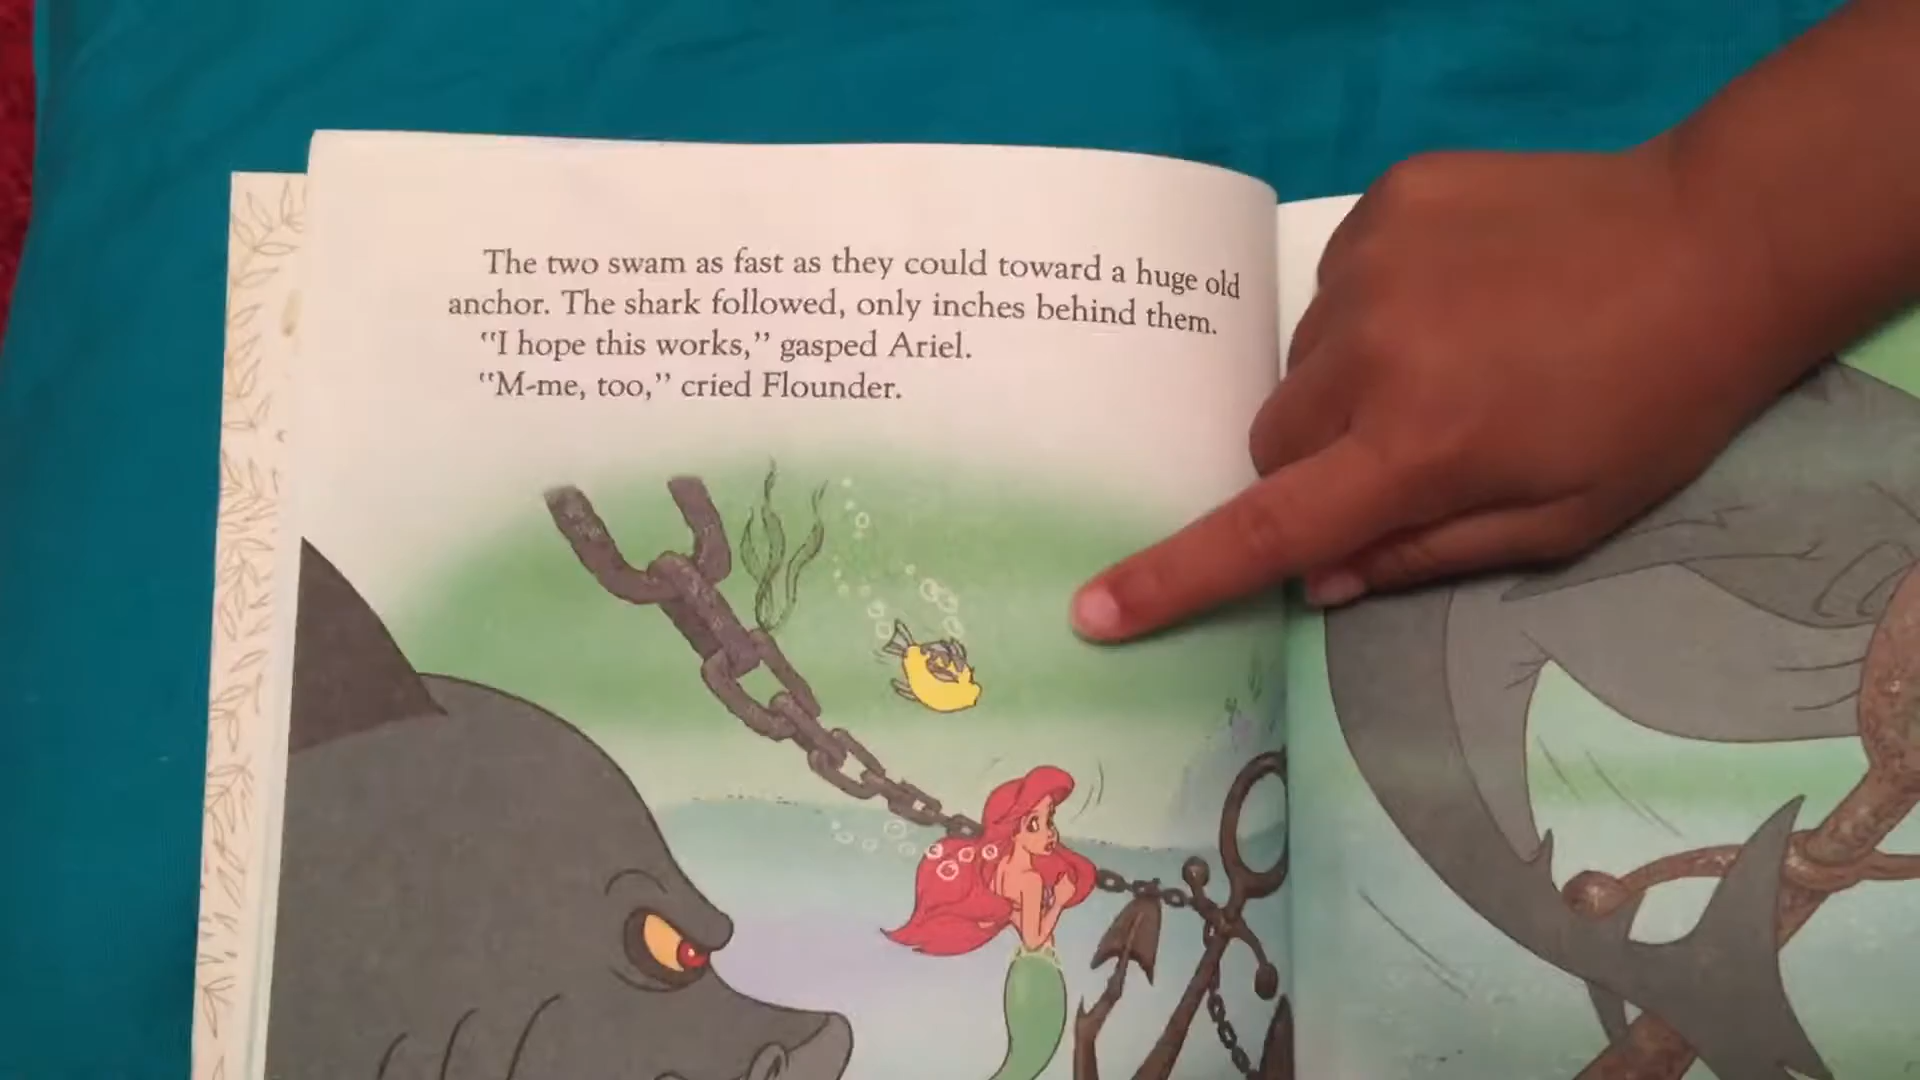 The two swam as fast as they could toward a huge old
anchor. The shark followed, only inches behind them.
"I hope this works," gasped Ariel.
"M-me, too," cried Flounder.